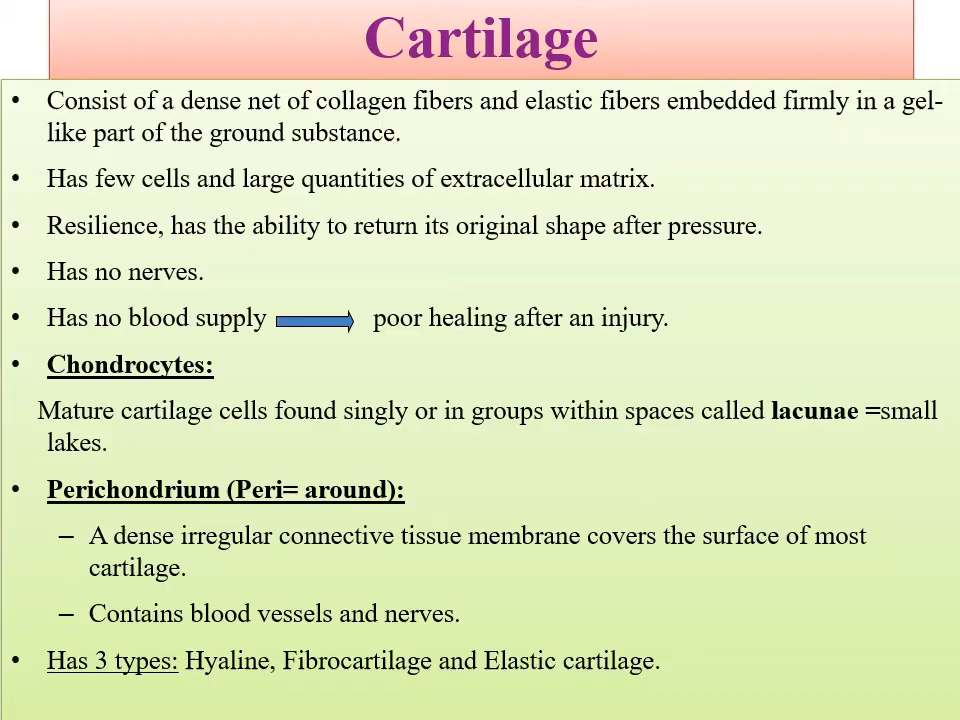 Cartilage
• Consist of a dense net of collagen fibers and elastic fibers embedded firmly in a gel-
like part of the ground substance.
• Has few cells and large quantities of extracellular matrix.
• Resilience, has the ability to return its original shape after pressure.
• Has no nerves.
• Has no blood supply poor healing after an injury.
• Chondrocytes:
Mature cartilage cells found singly or in groups within spaces called lacunae =small
lakes.
• Perichondrium (Peri= around):
– A dense irregular connective tissue membrane covers the surface of most
cartilage.
– Contains blood vessels and nerves.
• Has 3 types: Hyaline, Fibrocartilage and Elastic cartilage.